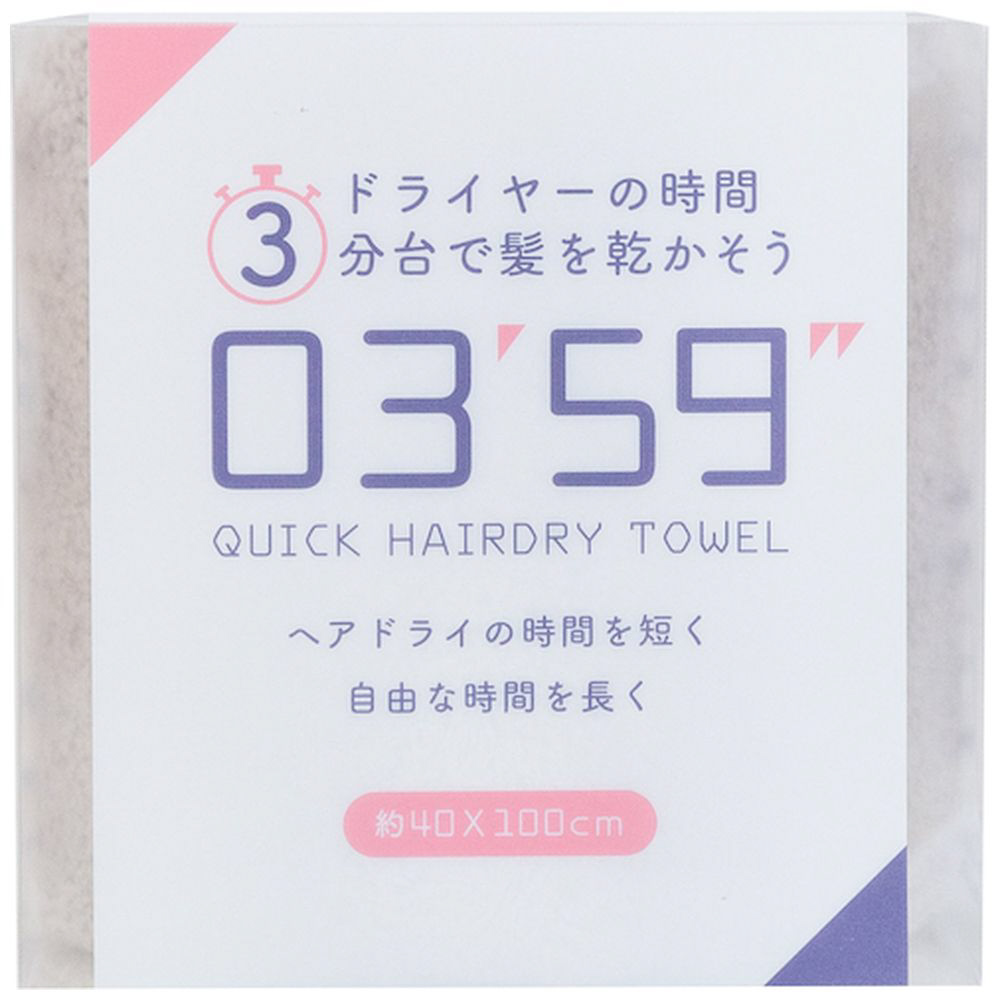 ドライヤーの時間
3分台で髪を乾かそう
03′59″
QUICK HAIRDRY TOWEL
ヘアドライの時間を短く
自由な時間を長く
約40X100cm